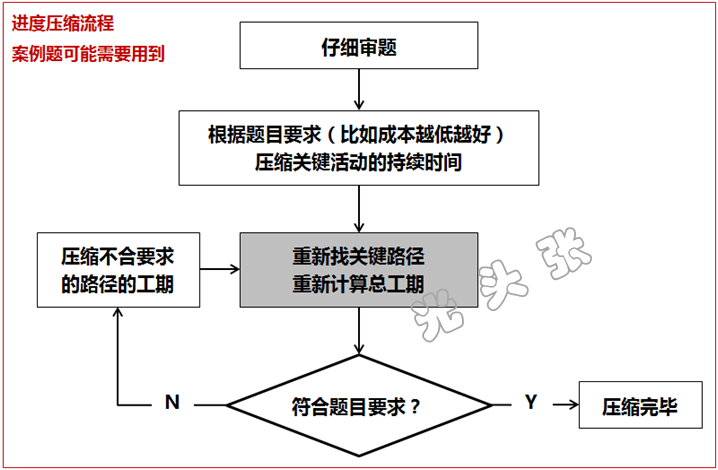 进度压缩流程
案例题可能需要用到
仔细审题
根据题目要求（比如成本越低越好）
压缩关键活动的持续时间
压缩不合要求
的路径的工期
重新找关键路径
重新计算总工期
光头张
符合题目要求？
N
Y
压缩完毕